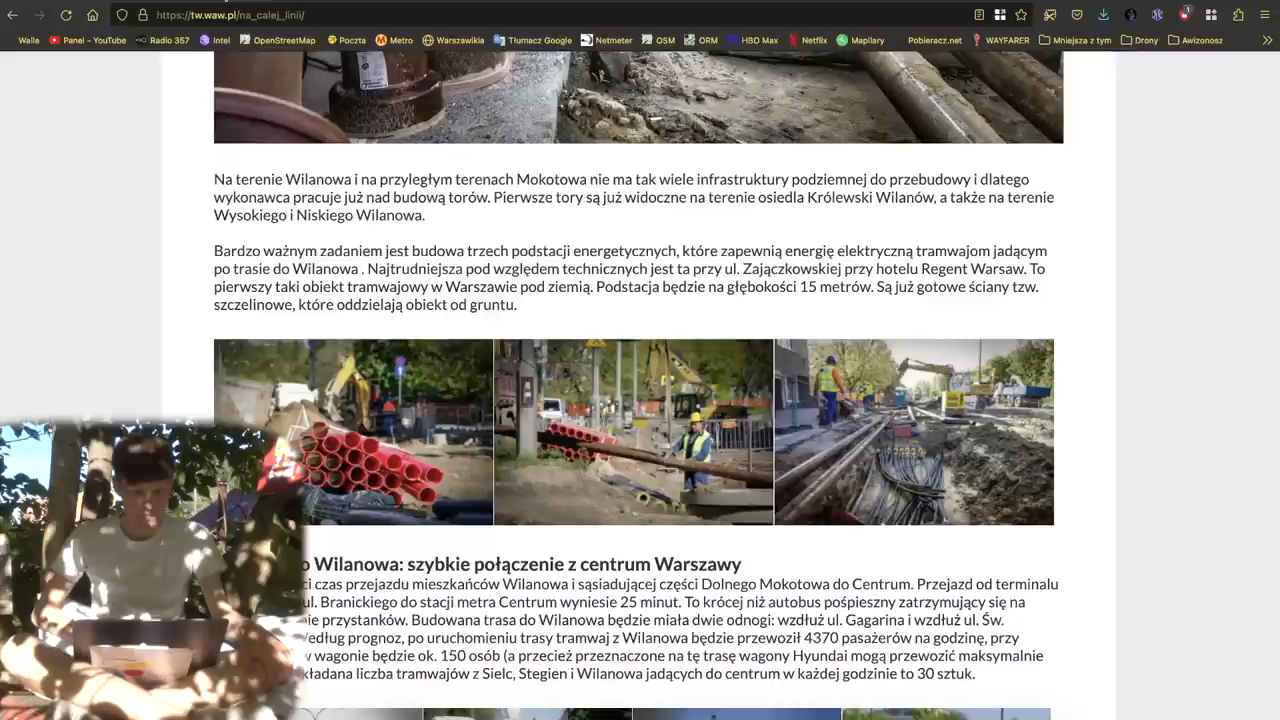 https://tw.waw.pl/na_calej_linii/
Walle Panel - YouTube Radio 357 Intel OpenStreetMap Poczta Metro Warszawikia Tłumacz Google Netmeter OSM ORM HBO Max Netflix Mapilary Pobieracz.net WAYFARER Mniejsza z tym Drony Awizonosz
Na terenie Wilanowa i na przyległym terenach Mokotowa nie ma tak wiele infrastruktury podziemnej do przebudowy i dlatego
wykonawca pracuje już nad budową torów. Pierwsze tory są już widoczne na terenie osiedla Królewski Wilanów, a także na terenie
Wysokiego i Niskiego Wilanowa.
Bardzo ważnym zadaniem jest budowa trzech podstacji energetycznych, które zapewnią energię elektryczną tramwajom jadącym
po trasie do Wilanowa . Najtrudniejsza pod względem technicznych jest ta przy ul. Zajączkowskiej przy hotelu Regent Warsaw. To
pierwszy taki obiekt tramwajowy w Warszawie pod ziemią. Podstacja będzie na głębokości 15 metrów. Są już gotowe ściany tzw.
szczelinowe, które oddzielają obiekt od gruntu.
o Wilanowa: szybkie połączenie z centrum Warszawy
ci czas przejazdu mieszkańców Wilanowa i sąsiadującej części Dolnego Mokotowa do Centrum. Przejazd od terminalu
ul. Branickiego do stacji metra Centrum wyniesie 25 minut. To krócej niż autobus pośpieszny zatrzymujący się na
ie przystanków. Budowana trasa do Wilanowa będzie miała dwie odnogi: wzdłuż ul. Gagarina i wzdłuż ul. Św.
Według prognoz, po uruchomieniu trasy tramwaj z Wilanowa będzie przewoził 4370 pasażerów na godzinę, przy
w wagonie będzie ok. 150 osób (a przecież przeznaczone na tę trasę wagony Hyundai mogą przewozić maksymalnie
kładana liczba tramwajów z Sielc, Stegien i Wilanowa jadących do centrum w każdej godzinie to 30 sztuk.